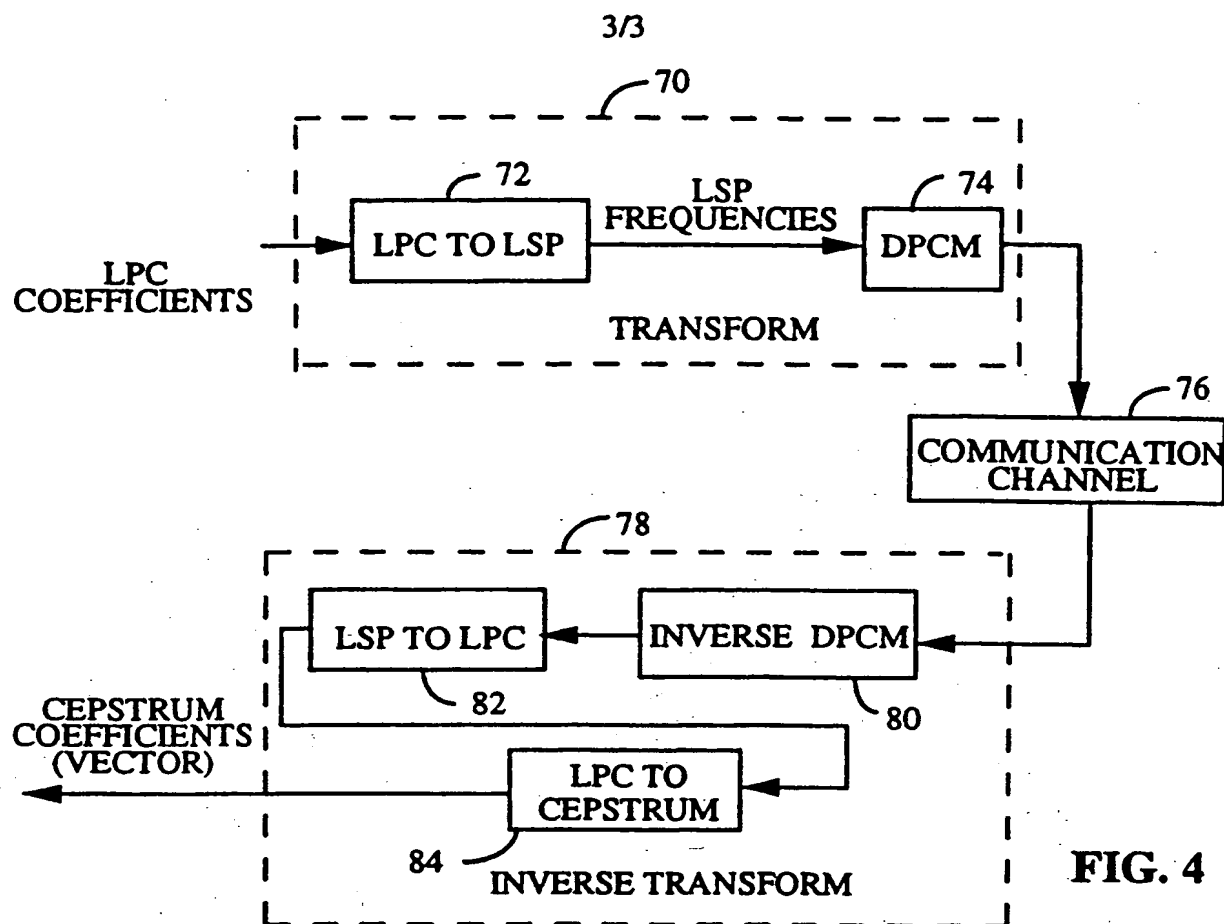 3/3
70
72
LPC TO LSP
LSP
FREQUENCIES
74
DPCM
LPC
COEFFICIENTS
TRANSFORM
76
COMMUNICATION
CHANNEL
78
LSP TO LPC
INVERSE DPCM
82
80
CEPSTRUM
COEFFICIENTS
(VECTOR)
LPC TO
CEPSTRUM
84
INVERSE TRANSFORM
FIG. 4